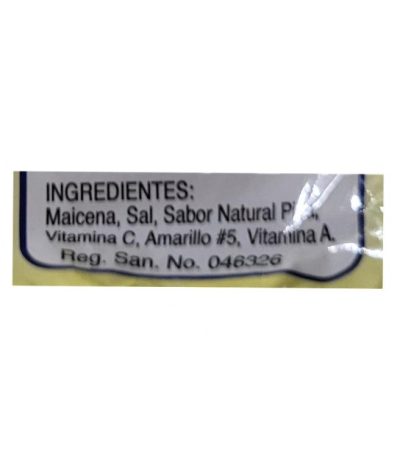 INGREDIENTES:
Maicena, Sal, Sabor Natural
Vitamina C, Amarillo #5, Vitamina A.
Reg. San. No. 046326